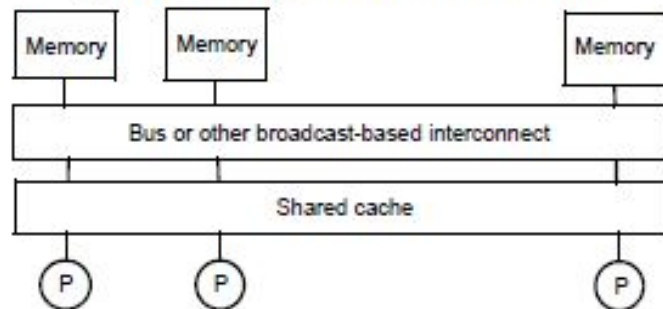 Memory Memory Memory
Bus or other broadcast-based interconnect
Shared cache
P P P